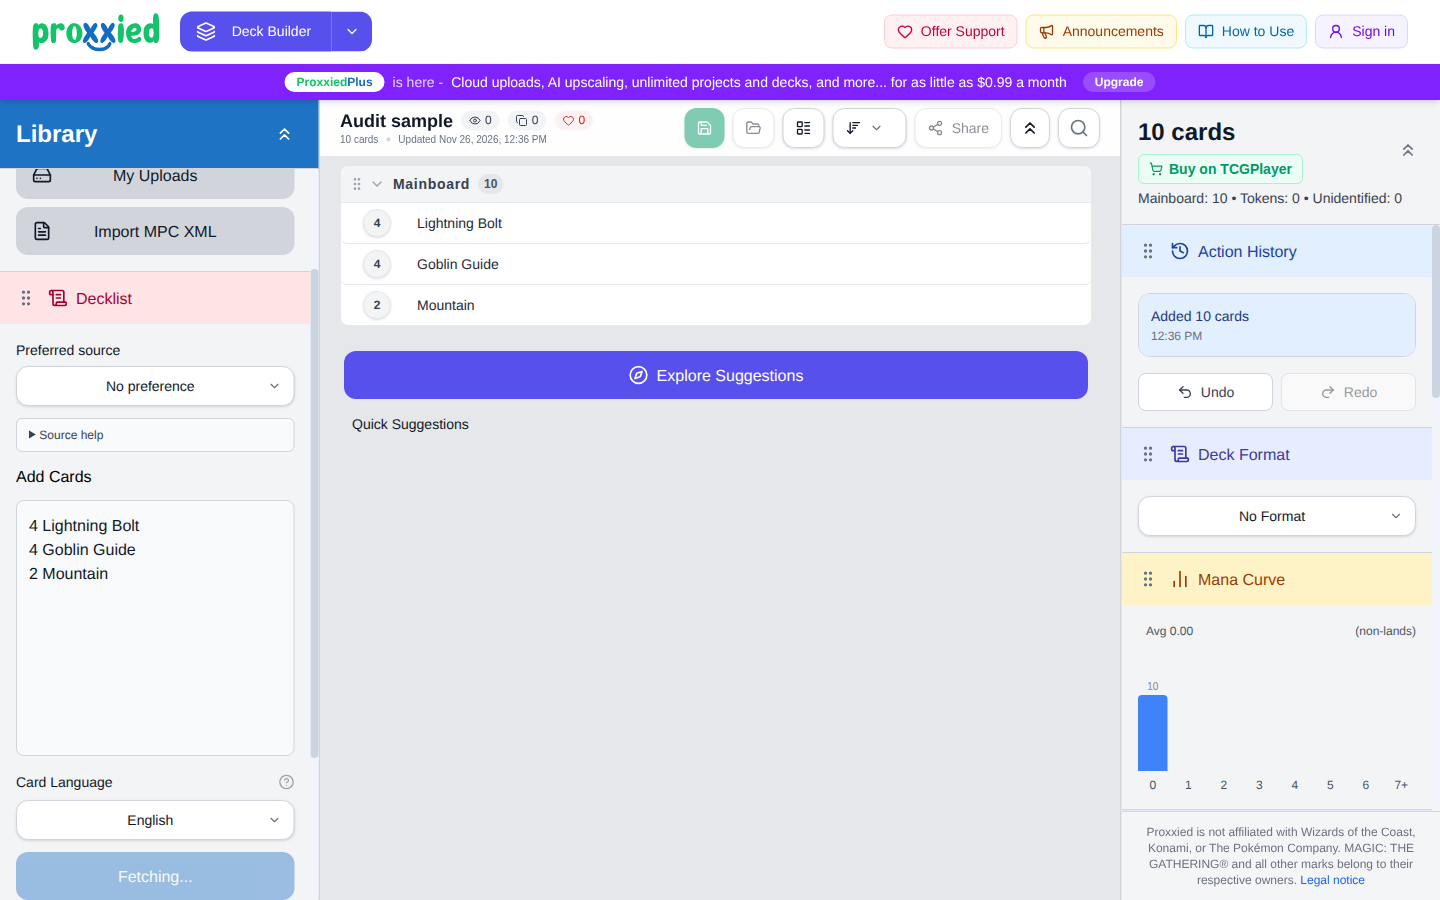 proxxied
Deck Builder
Offer Support
Announcements
How to Use
Sign in
ProxxiedPlus is here - Cloud uploads, AI upscaling, unlimited projects and decks, and more... for as little as $0.99 a month Upgrade
Library
My Uploads
Import MPC XML
Decklist
Preferred source
No preference
Source help
Add Cards
4 Lightning Bolt
4 Goblin Guide
2 Mountain
Card Language
English
Fetching...
Audit sample 0 0 0
10 cards • Updated Nov 26, 2026, 12:36 PM
Share
Mainboard 10
4 Lightning Bolt
4 Goblin Guide
2 Mountain
Explore Suggestions
Quick Suggestions
10 cards
Buy on TCGPlayer
Mainboard: 10 • Tokens: 0 • Unidentified: 0
Action History
Added 10 cards
12:36 PM
Undo
Redo
Deck Format
No Format
Mana Curve
Avg 0.00 (non-lands)
10
0 1 2 3 4 5 6 7+
Proxxied is not affiliated with Wizards of the Coast,
Konami, or The Pokémon Company. MAGIC: THE
GATHERING® and all other marks belong to their
respective owners. Legal notice